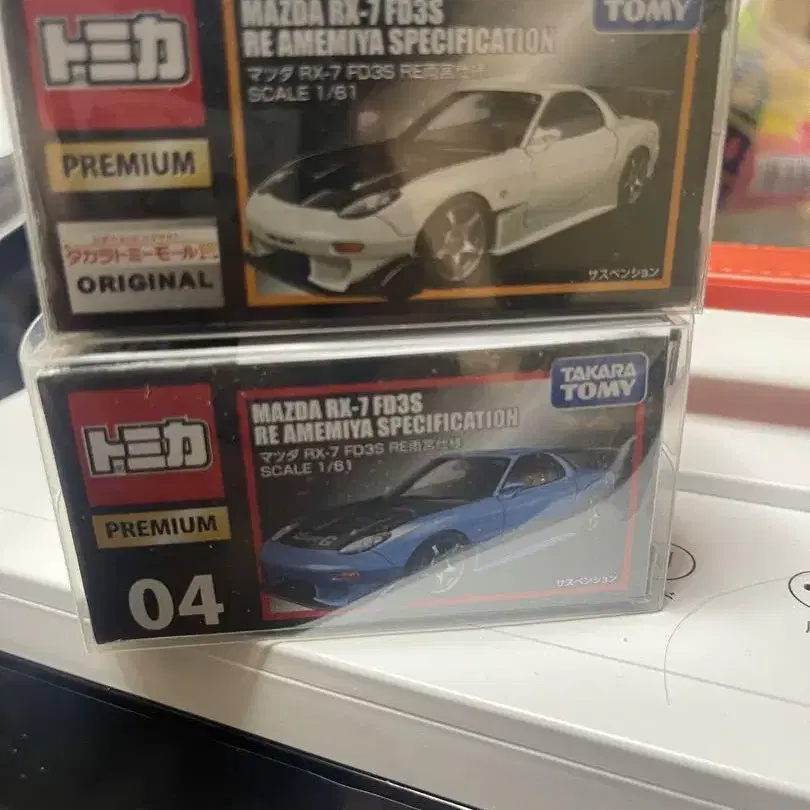 トミカ
PREMIUM
タカラトミーモール
ORIGINAL
MAZDA RX-7 FD3S
RE AMEMIYA SPECIFICATION
マツダ RX-7 FD3S RE雨宮仕様
SCALE 1/61
TOMY
サスペンション
トミカ
PREMIUM
04
MAZDA RX-7 FD3S
RE AMEMIYA SPECIFICATION
マツダ RX-7 FD3S RE雨宮仕様
SCALE 1/61
TAKARA
TOMY
サスペンション